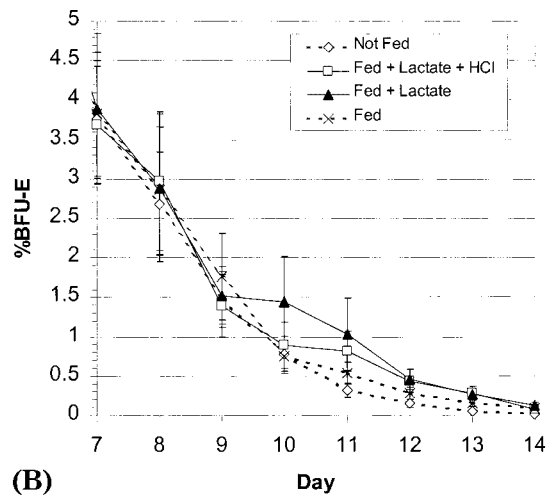 5
4.5
4
3.5
3
2.5
2
1.5
1
0.5
0
%BFU-E
Not Fed
Fed + Lactate + HCl
Fed + Lactate
Fed
7 8 9 10 11 12 13 14
Day
(B)